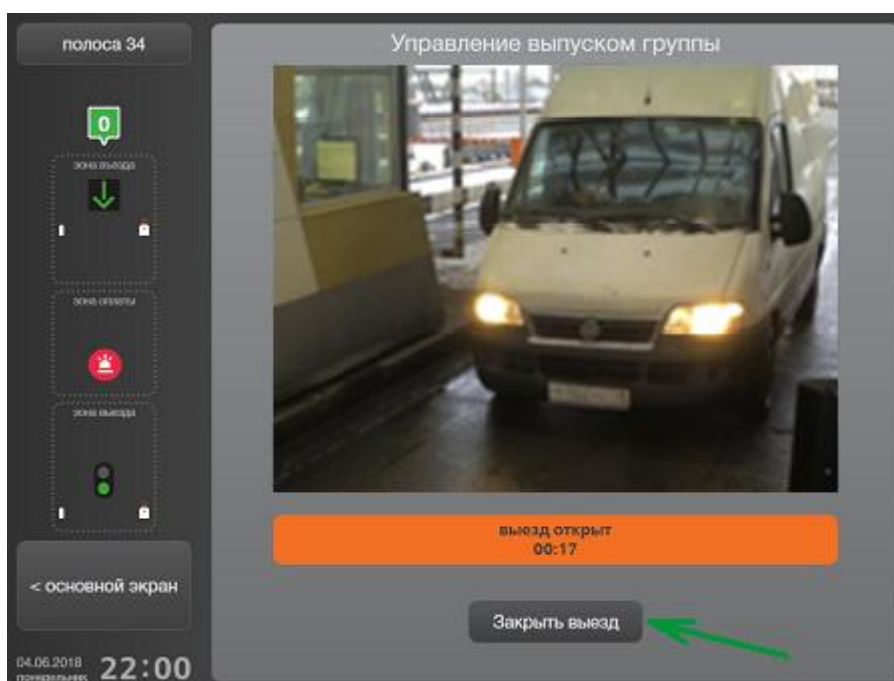 полоса 34
Управление выпуском группы
0
зона въезда
зона оплаты
зона выезда
выезд открыт
00:17
< основной экран
Закрыть выезд
04.06.2018
понедельник
22:00